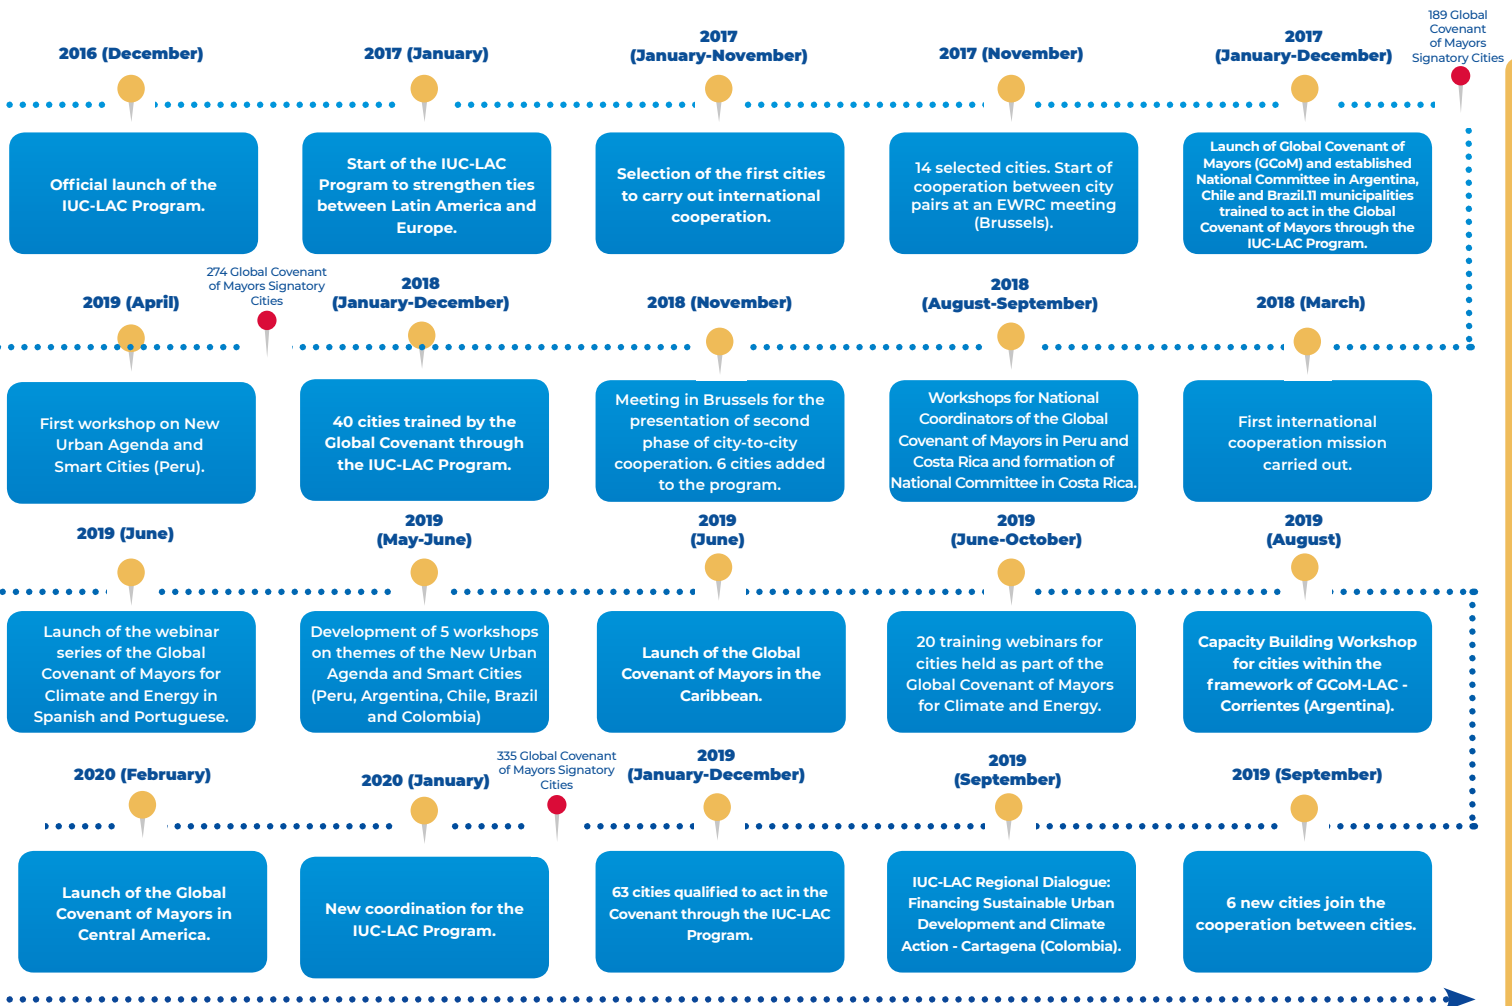 2016 (December)
Official launch of the
IUC-LAC Program.
2017 (January)
Start of the IUC-LAC
Program to strengthen ties
between Latin America and
Europe.
2017
(January-November)
Selection of the first cities
to carry out international
cooperation.
2017 (November)
14 selected cities. Start of
cooperation between city
pairs at an EWRC meeting
(Brussels).
2017
(January-December)
Launch of Global Covenant of
Mayors (GCoM) and established
National Committee in Argentina,
Chile and Brazil.11 municipalities
trained to act in the Global
Covenant of Mayors through the
IUC-LAC Program.
189 Global
Covenant
of Mayors
Signatory Cities
2018 (March)
First international
cooperation mission
carried out.
2018
(August-September)
Workshops for National
Coordinators of the Global
Covenant of Mayors in Peru and
Costa Rica and formation of
National Committee in Costa Rica.
2018 (November)
Meeting in Brussels for the
presentation of second
phase of city-to-city
cooperation. 6 cities added
to the program.
2018
(January-December)
40 cities trained by the
Global Covenant through
the IUC-LAC Program.
274 Global Covenant
of Mayors Signatory
Cities
2019 (April)
First workshop on New
Urban Agenda and
Smart Cities (Peru).
2019 (June)
Launch of the webinar
series of the Global
Covenant of Mayors for
Climate and Energy in
Spanish and Portuguese.
2019
(May-June)
Development of 5 workshops
on themes of the New Urban
Agenda and Smart Cities
(Peru, Argentina, Chile, Brazil
and Colombia)
2019
(June)
Launch of the Global
Covenant of Mayors in the
Caribbean.
2019
(June-October)
20 training webinars for
cities held as part of the
Global Covenant of Mayors
for Climate and Energy.
2019
(August)
Capacity Building Workshop
for cities within the
framework of GCoM-LAC -
Corrientes (Argentina).
2019 (September)
6 new cities join the
cooperation between cities.
2019
(September)
IUC-LAC Regional Dialogue:
Financing Sustainable Urban
Development and Climate
Action - Cartagena (Colombia).
2019
(January-December)
63 cities qualified to act in the
Covenant through the IUC-LAC
Program.
335 Global Covenant
of Mayors Signatory
Cities
2020 (January)
New coordination for the
IUC-LAC Program.
2020 (February)
Launch of the Global
Covenant of Mayors in
Central America.